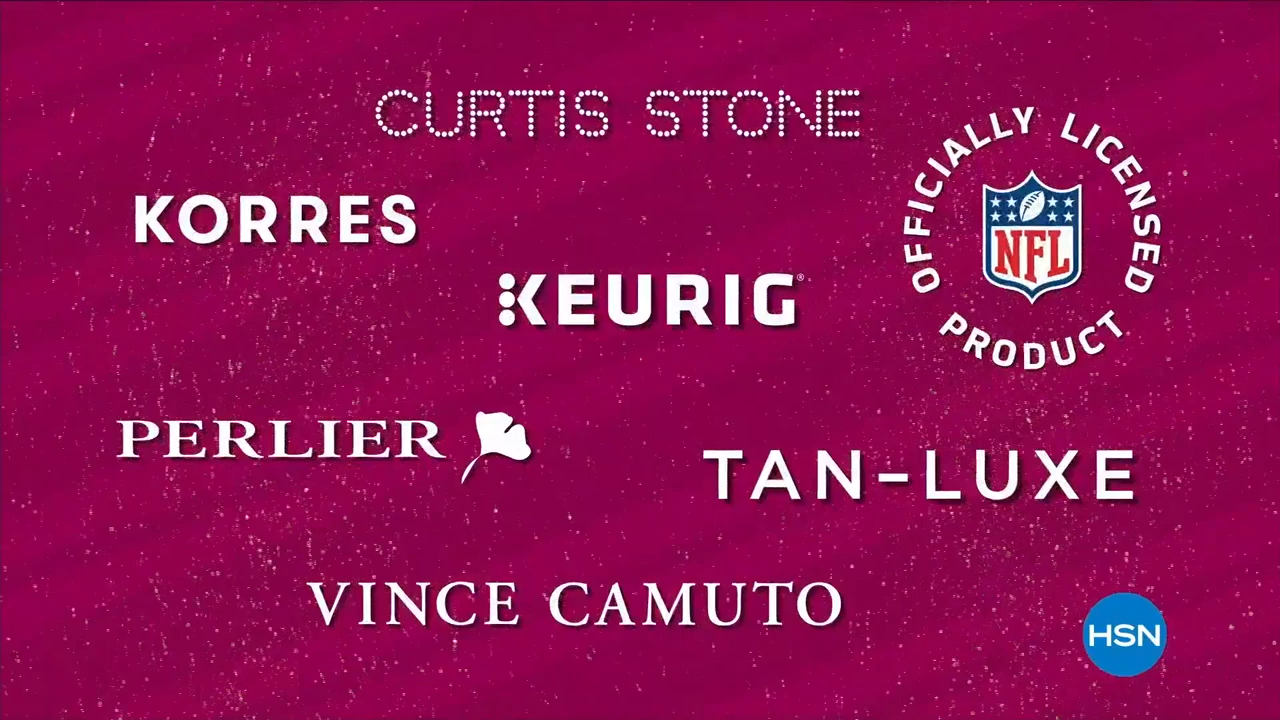 CURTIS STONE
OFFICIALLY LICENSED
NFL
PRODUCT
KORRES
KEURIG®
PERLIER
TAN-LUXE
VINCE CAMUTO
HSN